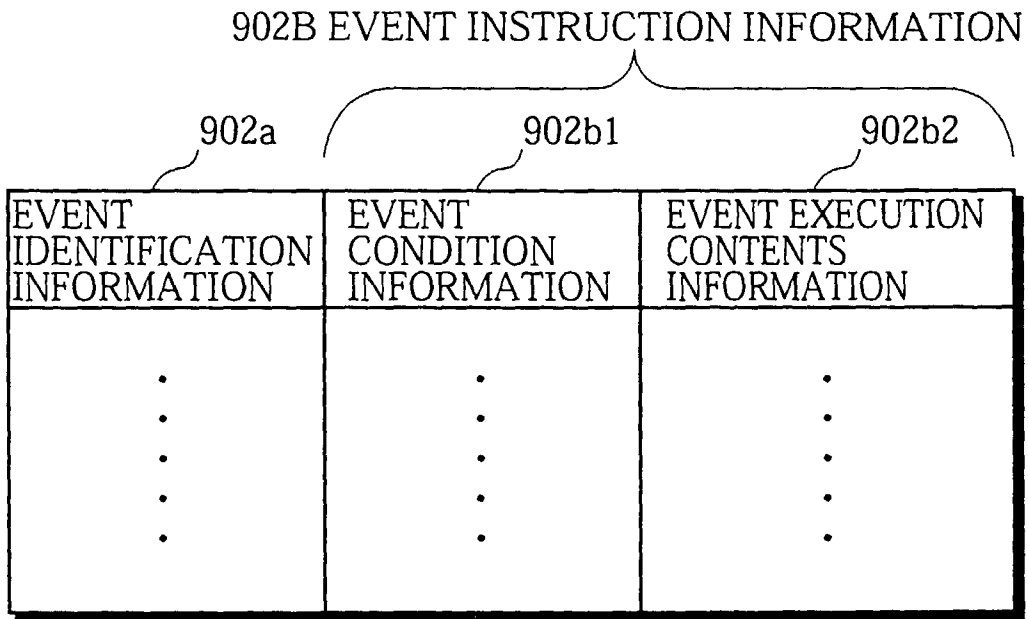 902B EVENT INSTRUCTION INFORMATION
902a
902b1
902b2
EVENT
IDENTIFICATION
INFORMATION
EVENT
CONDITION
INFORMATION
EVENT EXECUTION
CONTENTS
INFORMATION